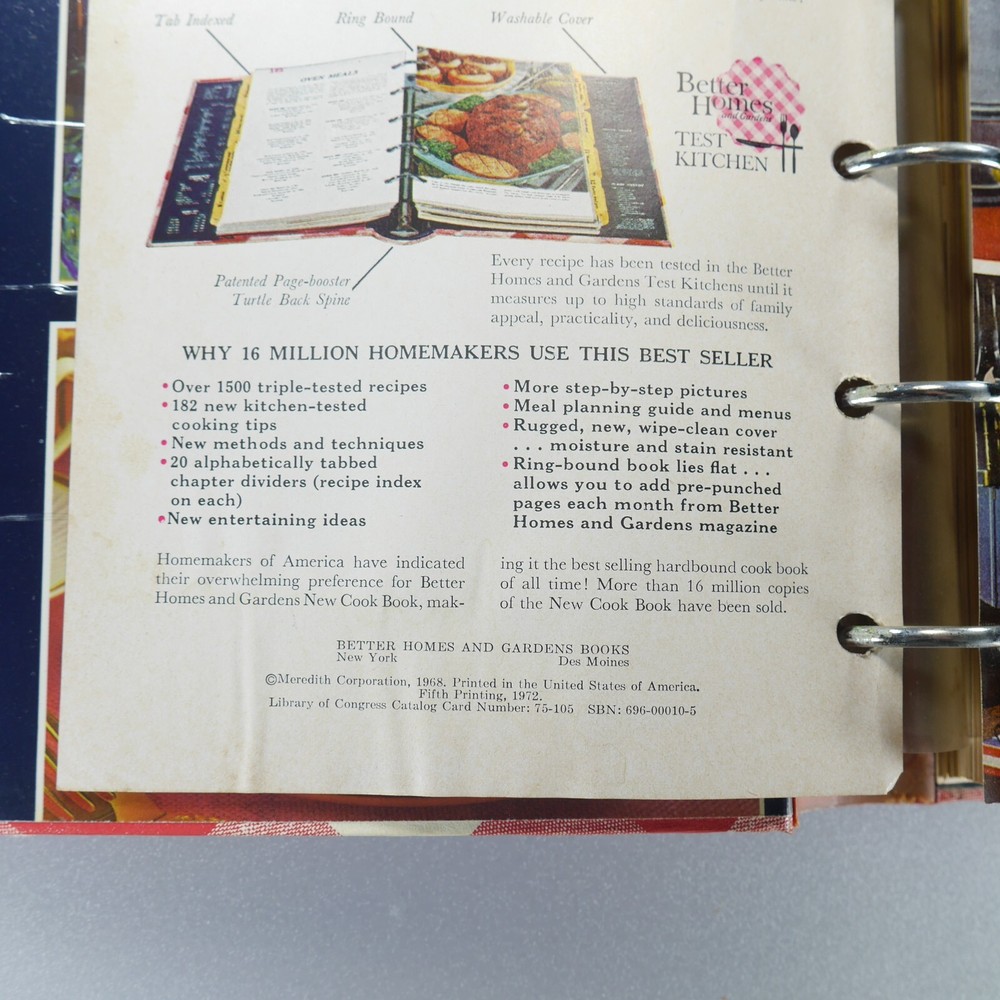 Tab Indexed
Ring Bound
Washable Cover
OVEN MEALS
Better
Homes
and Gardens
TEST
KITCHEN
Patented Page-booster
Turtle Back Spine
Every recipe has been tested in the Better
Homes and Gardens Test Kitchens until it
measures up to high standards of family
appeal, practicality, and deliciousness.
WHY 16 MILLION HOMEMAKERS USE THIS BEST SELLER
• Over 1500 triple-tested recipes
• 182 new kitchen-tested
cooking tips
• New methods and techniques
• 20 alphabetically tabbed
chapter dividers (recipe index
on each)
• New entertaining ideas
• More step-by-step pictures
• Meal planning guide and menus
• Rugged, new, wipe-clean cover
. . . moisture and stain resistant
• Ring-bound book lies flat . . .
allows you to add pre-punched
pages each month from Better
Homes and Gardens magazine
Homemakers of America have indicated
their overwhelming preference for Better
Homes and Gardens New Cook Book, mak-
ing it the best selling hardbound cook book
of all time! More than 16 million copies
of the New Cook Book have been sold.
BETTER HOMES AND GARDENS BOOKS
New York Des Moines
©Meredith Corporation, 1968. Printed in the United States of America.
Fifth Printing, 1972.
Library of Congress Catalog Card Number: 75-105 SBN: 696-00010-5